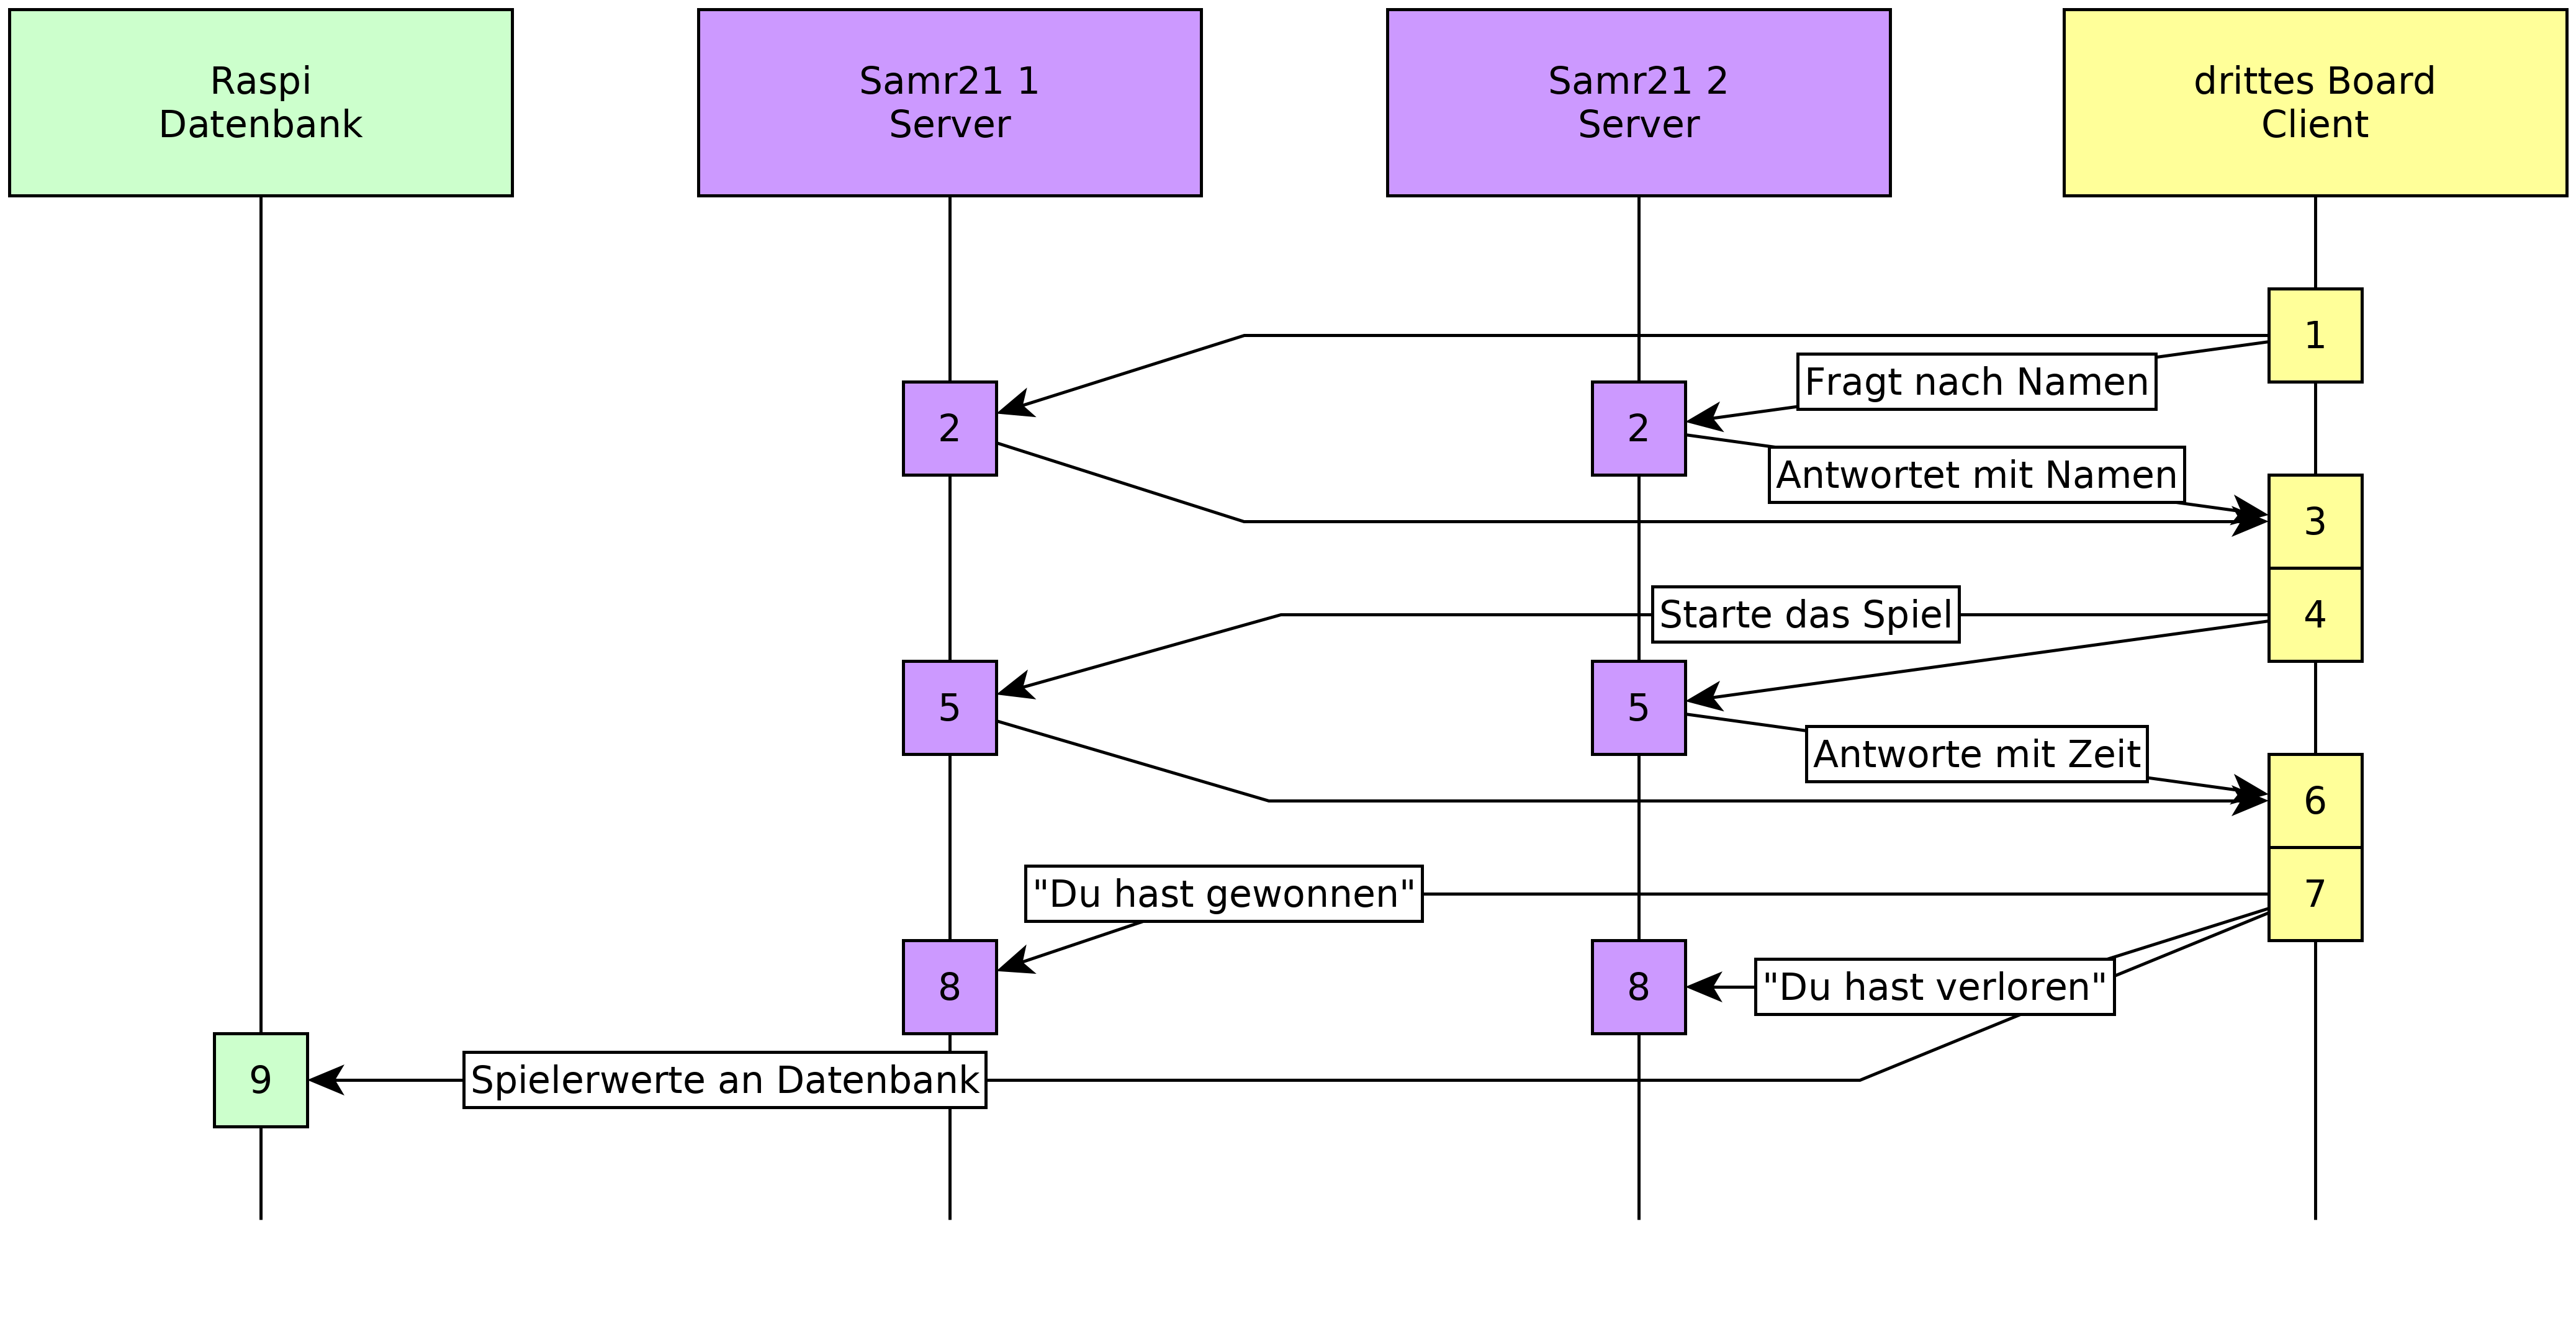 Raspi
Datenbank
Samr21 1
Server
Samr21 2
Server
drittes Board
Client
1
Fragt nach Namen
2
2
Antwortet mit Namen
3
Starte das Spiel
4
5
5
Antworte mit Zeit
6
"Du hast gewonnen"
7
8
8
"Du hast verloren"
9
Spielerwerte an Datenbank